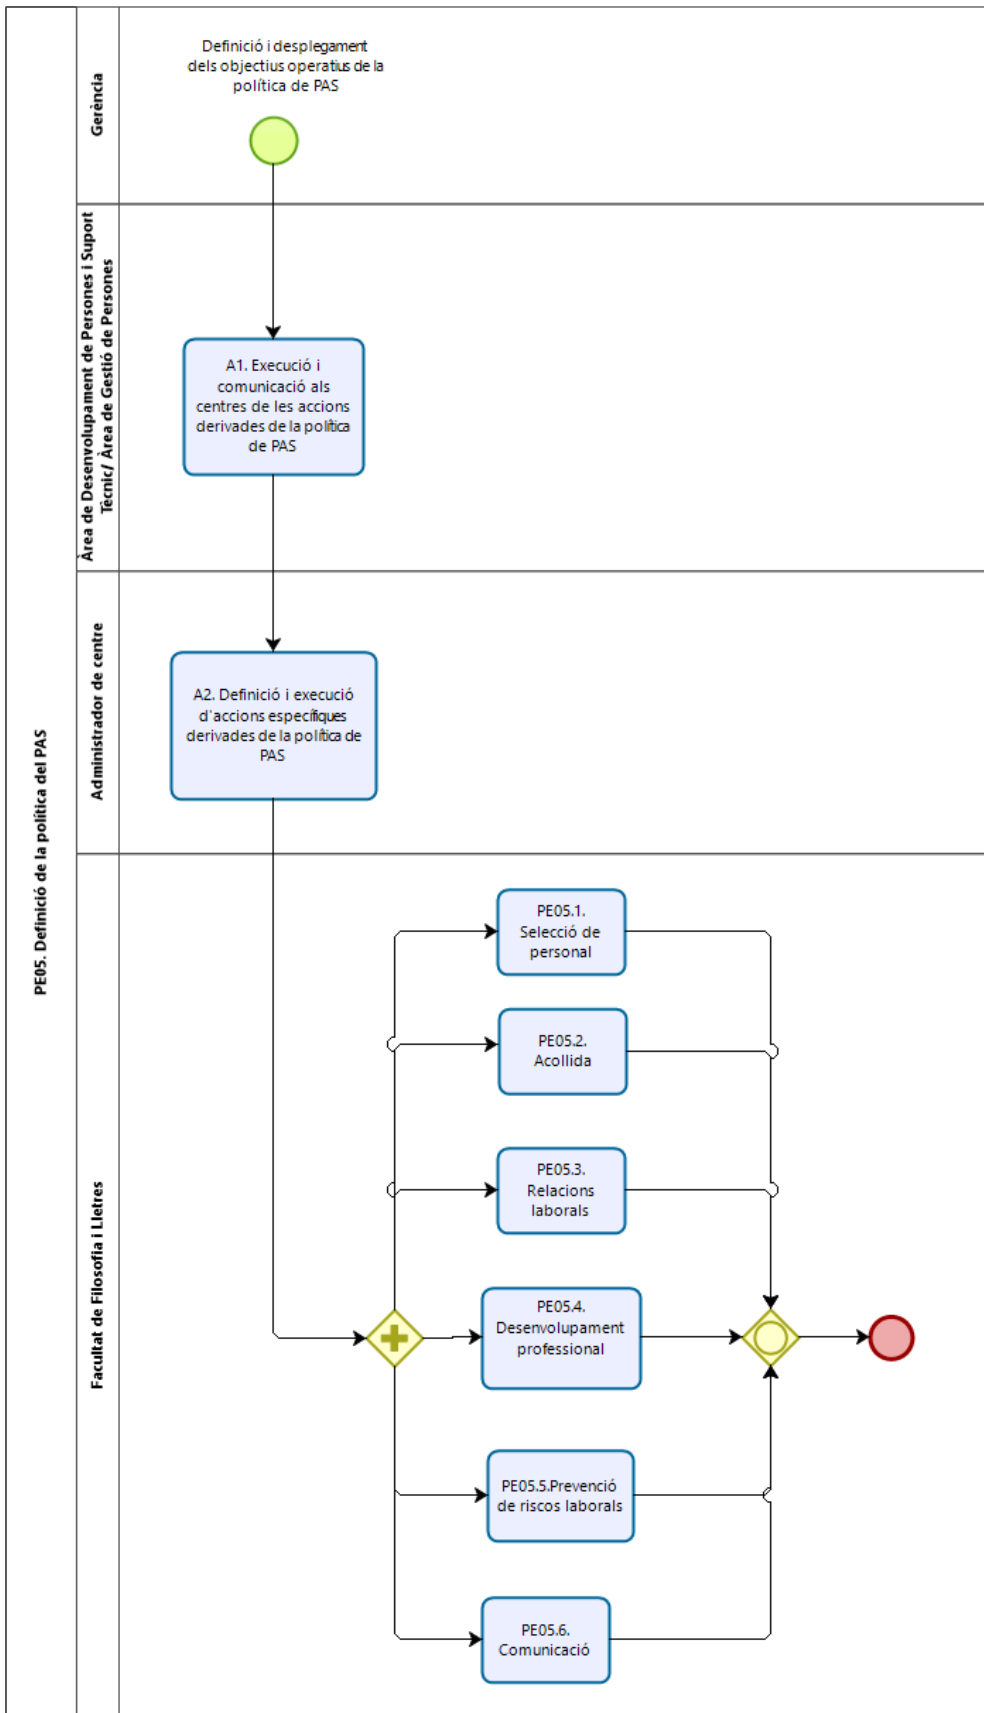 PE05. Definició de la política del PAS
Gerència
Definició i desplegament
dels objectius operatius de la
política de PAS
Àrea de Desenvolupament de Persones i Suport
Tècnic/ Àrea de Gestió de Persones
A1. Execució i
comunicació als
centres de les accions
derivades de la política
de PAS
Administrador de centre
A2. Definició i execució
d'accions específiques
derivades de la política de
PAS
Facultat de Filosofia i Lletres
PE05.1.
Selecció de
personal
PE05.2.
Acollida
PE05.3.
Relacions
laborals
PE05.4.
Desenvolupament
professional
PE05.5.Prevenció
de riscos laborals
PE05.6.
Comunicació